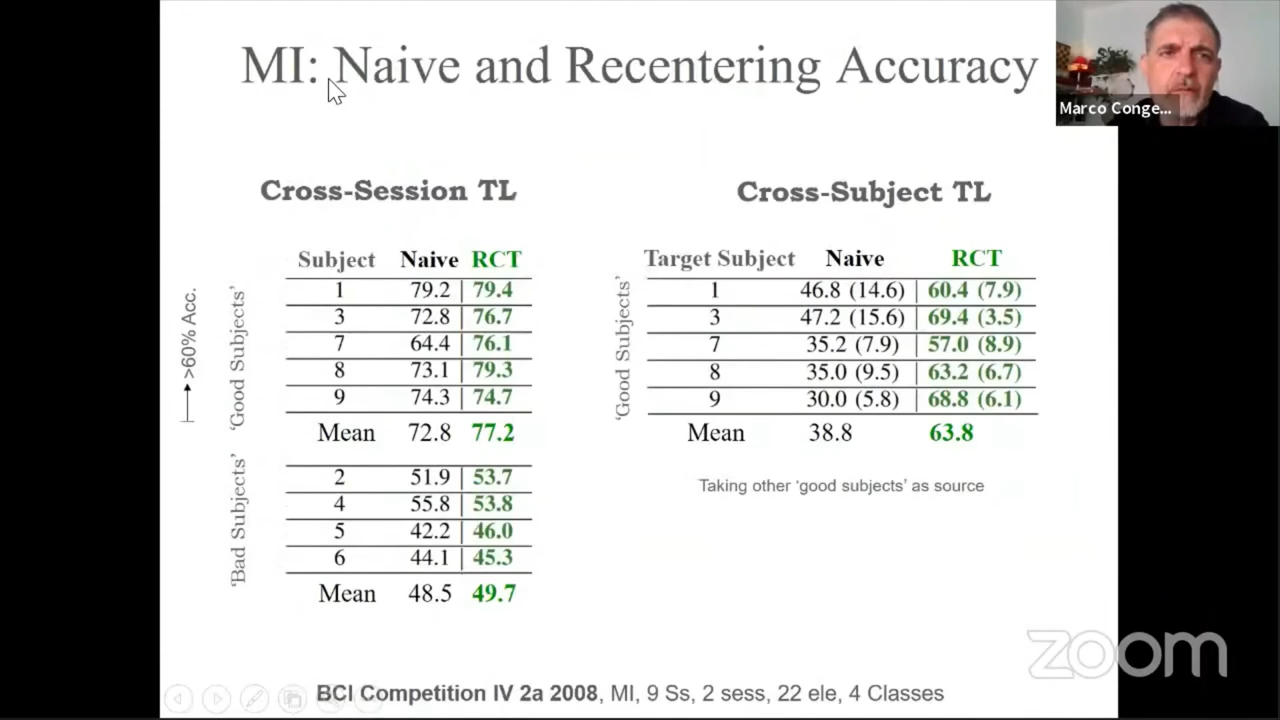 MI: Naive and Recentering Accuracy
Marco Conge...
Cross-Session TL
Subject Naive RCT
>60% Acc.
'Good Subjects'
1 79.2 79.4
3 72.8 76.7
7 64.4 76.1
8 73.1 79.3
9 74.3 74.7
Mean 72.8 77.2
'Bad Subjects'
2 51.9 53.7
4 55.8 53.8
5 42.2 46.0
6 44.1 45.3
Mean 48.5 49.7
Cross-Subject TL
Target Subject Naive RCT
'Good Subjects'
1 46.8 (14.6) 60.4 (7.9)
3 47.2 (15.6) 69.4 (3.5)
7 35.2 (7.9) 57.0 (8.9)
8 35.0 (9.5) 63.2 (6.7)
9 30.0 (5.8) 68.8 (6.1)
Mean 38.8 63.8
Taking other 'good subjects' as source
zoom
BCI Competition IV 2a 2008, MI, 9 Ss, 2 sess, 22 ele, 4 Classes